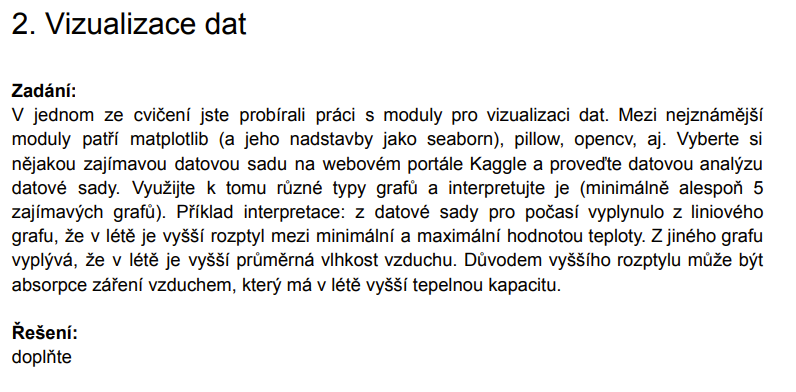 2. Vizualizace dat
Zadání:
V jednom ze cvičení jste probírali práci s moduly pro vizualizaci dat. Mezi nejznámější
moduly patří matplotlib (a jeho nadstavby jako seaborn), pillow, opencv, aj. Vyberte si
nějakou zajímavou datovou sadu na webovém portále Kaggle a proveďte datovou analýzu
datové sady. Využijte k tomu různé typy grafů a interpretujte je (minimálně alespoň 5
zajímavých grafů). Příklad interpretace: z datové sady pro počasí vyplynulo z liniového
grafu, že v létě je vyšší rozptyl mezi minimální a maximální hodnotou teploty. Z jiného grafu
vyplývá, že v létě je vyšší průměrná vlhkost vzduchu. Důvodem vyššího rozptylu může být
absorpce záření vzduchem, který má v létě vyšší tepelnou kapacitu.
Řešení:
doplňte